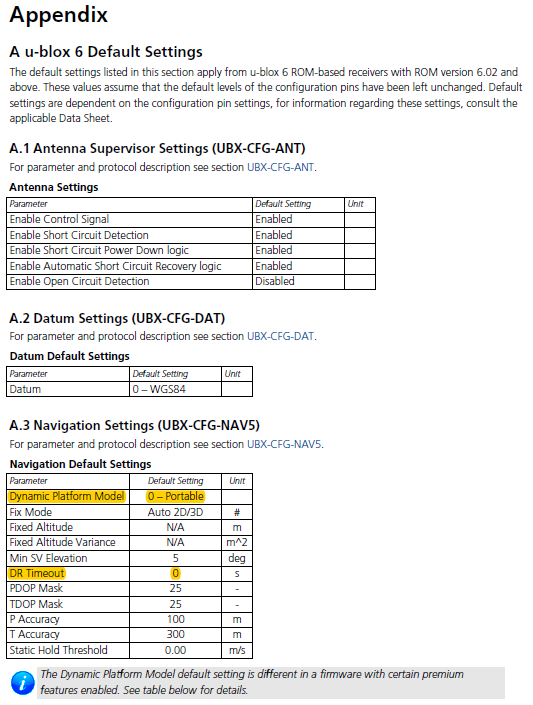 Appendix
A u-blox 6 Default Settings
The default settings listed in this section apply from u-blox 6 ROM-based receivers with ROM version 6.02 and
above. These values assume that the default levels of the configuration pins have been left unchanged. Default
settings are dependent on the configuration pin settings, for information regarding these settings, consult the
applicable Data Sheet.
A.1 Antenna Supervisor Settings (UBX-CFG-ANT)
For parameter and protocol description see section UBX-CFG-ANT.
Antenna Settings
Parameter Default Setting Unit
Enable Control Signal Enabled
Enable Short Circuit Detection Enabled
Enable Short Circuit Power Down logic Enabled
Enable Automatic Short Circuit Recovery logic Enabled
Enable Open Circuit Detection Disabled
A.2 Datum Settings (UBX-CFG-DAT)
For parameter and protocol description see section UBX-CFG-DAT.
Datum Default Settings
Parameter Default Setting Unit
Datum 0 – WGS84
A.3 Navigation Settings (UBX-CFG-NAV5)
For parameter and protocol description see section UBX-CFG-NAV5.
Navigation Default Settings
Parameter Default Setting Unit
Dynamic Platform Model 0 – Portable
Fix Mode Auto 2D/3D #
Fixed Altitude N/A m
Fixed Altitude Variance N/A m^2
Min SV Elevation 5 deg
DR Timeout 0 s
PDOP Mask 25 -
TDOP Mask 25 -
P Accuracy 100 m
T Accuracy 300 m
Static Hold Threshold 0.00 m/s
i The Dynamic Platform Model default setting is different in a firmware with certain premium
features enabled. See table below for details.